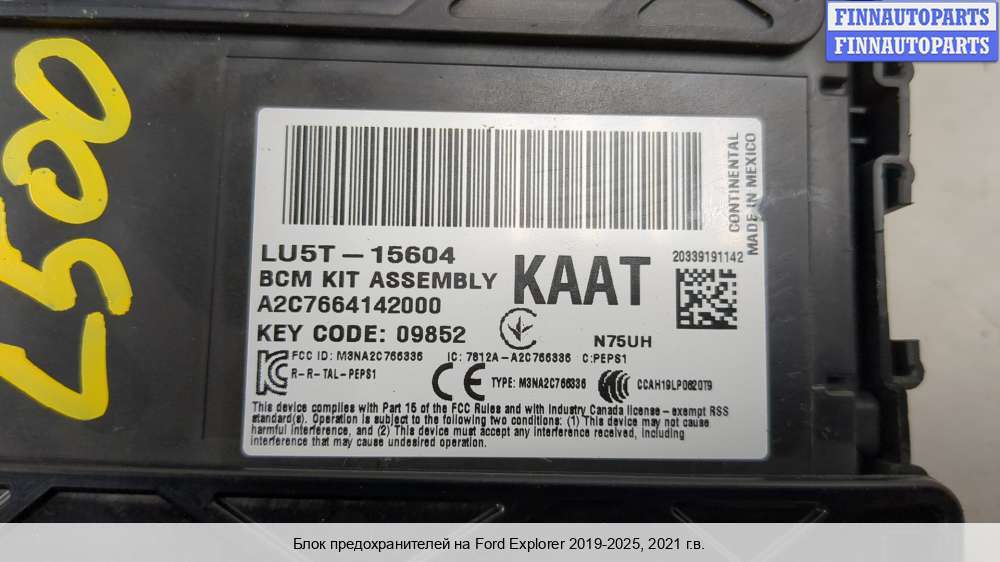 FINNAUTOPARTS
FINNAUTOPARTS
CONTINENTAL
MADE IN MEXICO
LU5T-15604
BCM KIT ASSEMBLY
KAAT
20339191142
A2C7664142000
KEY CODE: 09852
N75UH
FCC ID: M3NA2C766336 IC: 7812A-A2C766336 C:PEPS1
R-R-TAL-PEPS1
CE TYPE: M3NA2C766336 CCAH19LP0620T9
This device complies with Part 15 of the FCC Rules and with Industry Canada license-exempt RSS
standard(s). Operation is subject to the following two conditions: (1) This device may not cause
harmful interference, and (2) This device must accept any interference received, including
interference that may cause undesired operation.
Блок предохранителей на Ford Explorer 2019-2025, 2021 г.в.